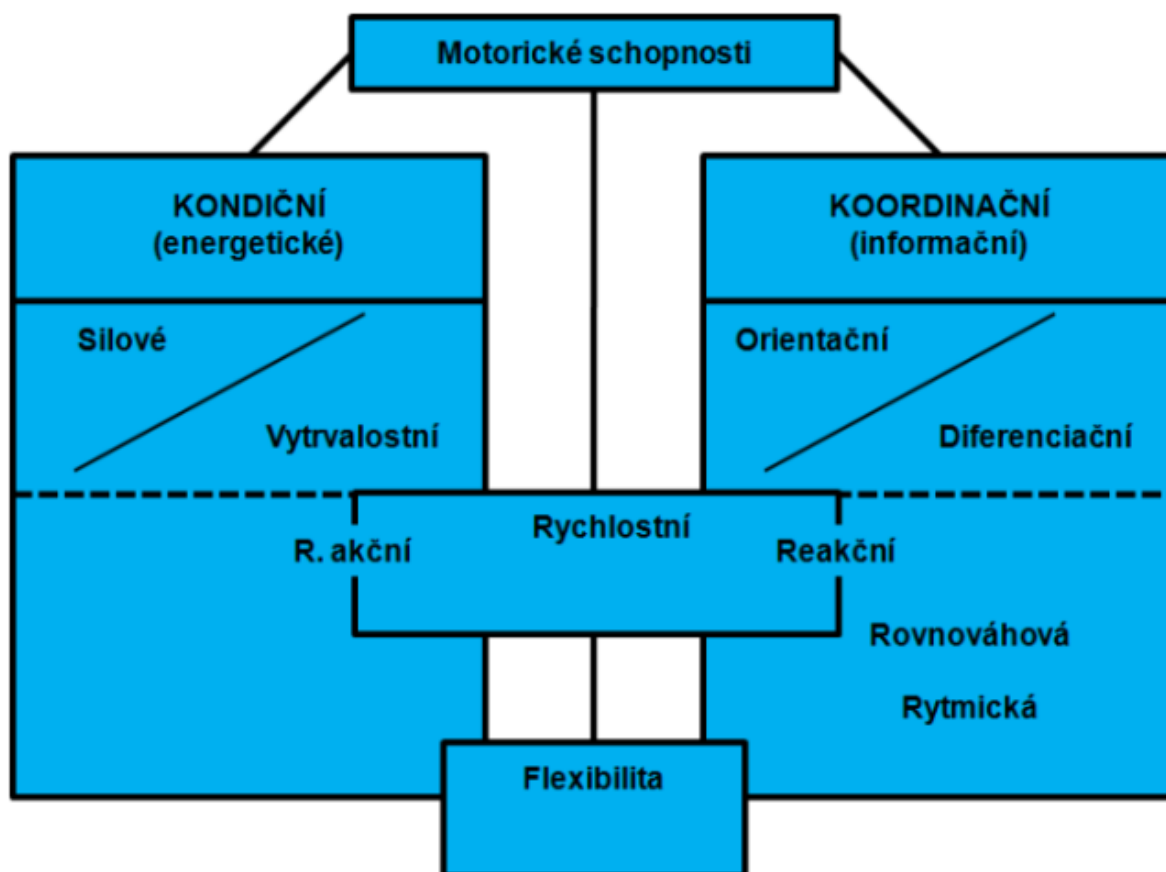 Motorické schopnosti
KONDIČNÍ
(energetické)
KOORDINAČNÍ
(informační)
Silové
Vytrvalostní
Orientační
Diferenciační
Rychlostní
R. akční
Reakční
Rovnováhová
Rytmická
Flexibilita